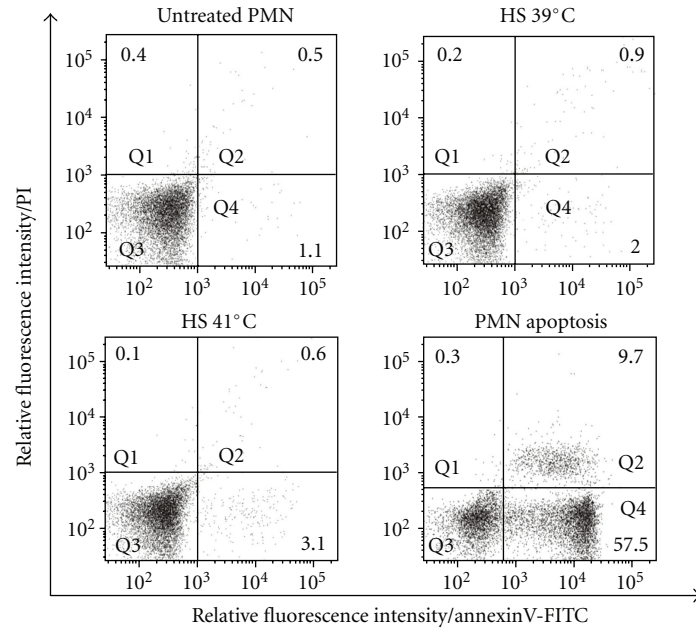 Relative fluorescence intensity/PI
Untreated PMN
0.4
0.5
Q1
Q2
Q3
Q4
1.1
10⁵
10⁴
10³
10²
10² 10³ 10⁴ 10⁵
HS 39°C
0.2
0.9
Q1
Q2
Q3
Q4
2
10⁵
10⁴
10³
10²
10² 10³ 10⁴ 10⁵
HS 41°C
0.1
0.6
Q1
Q2
Q3
3.1
10⁵
10⁴
10³
10²
10² 10³ 10⁴ 10⁵
PMN apoptosis
0.3
9.7
Q1
Q2
Q3
Q4
57.5
10⁵
10⁴
10³
10²
10² 10³ 10⁴ 10⁵
Relative fluorescence intensity/annexinV-FITC